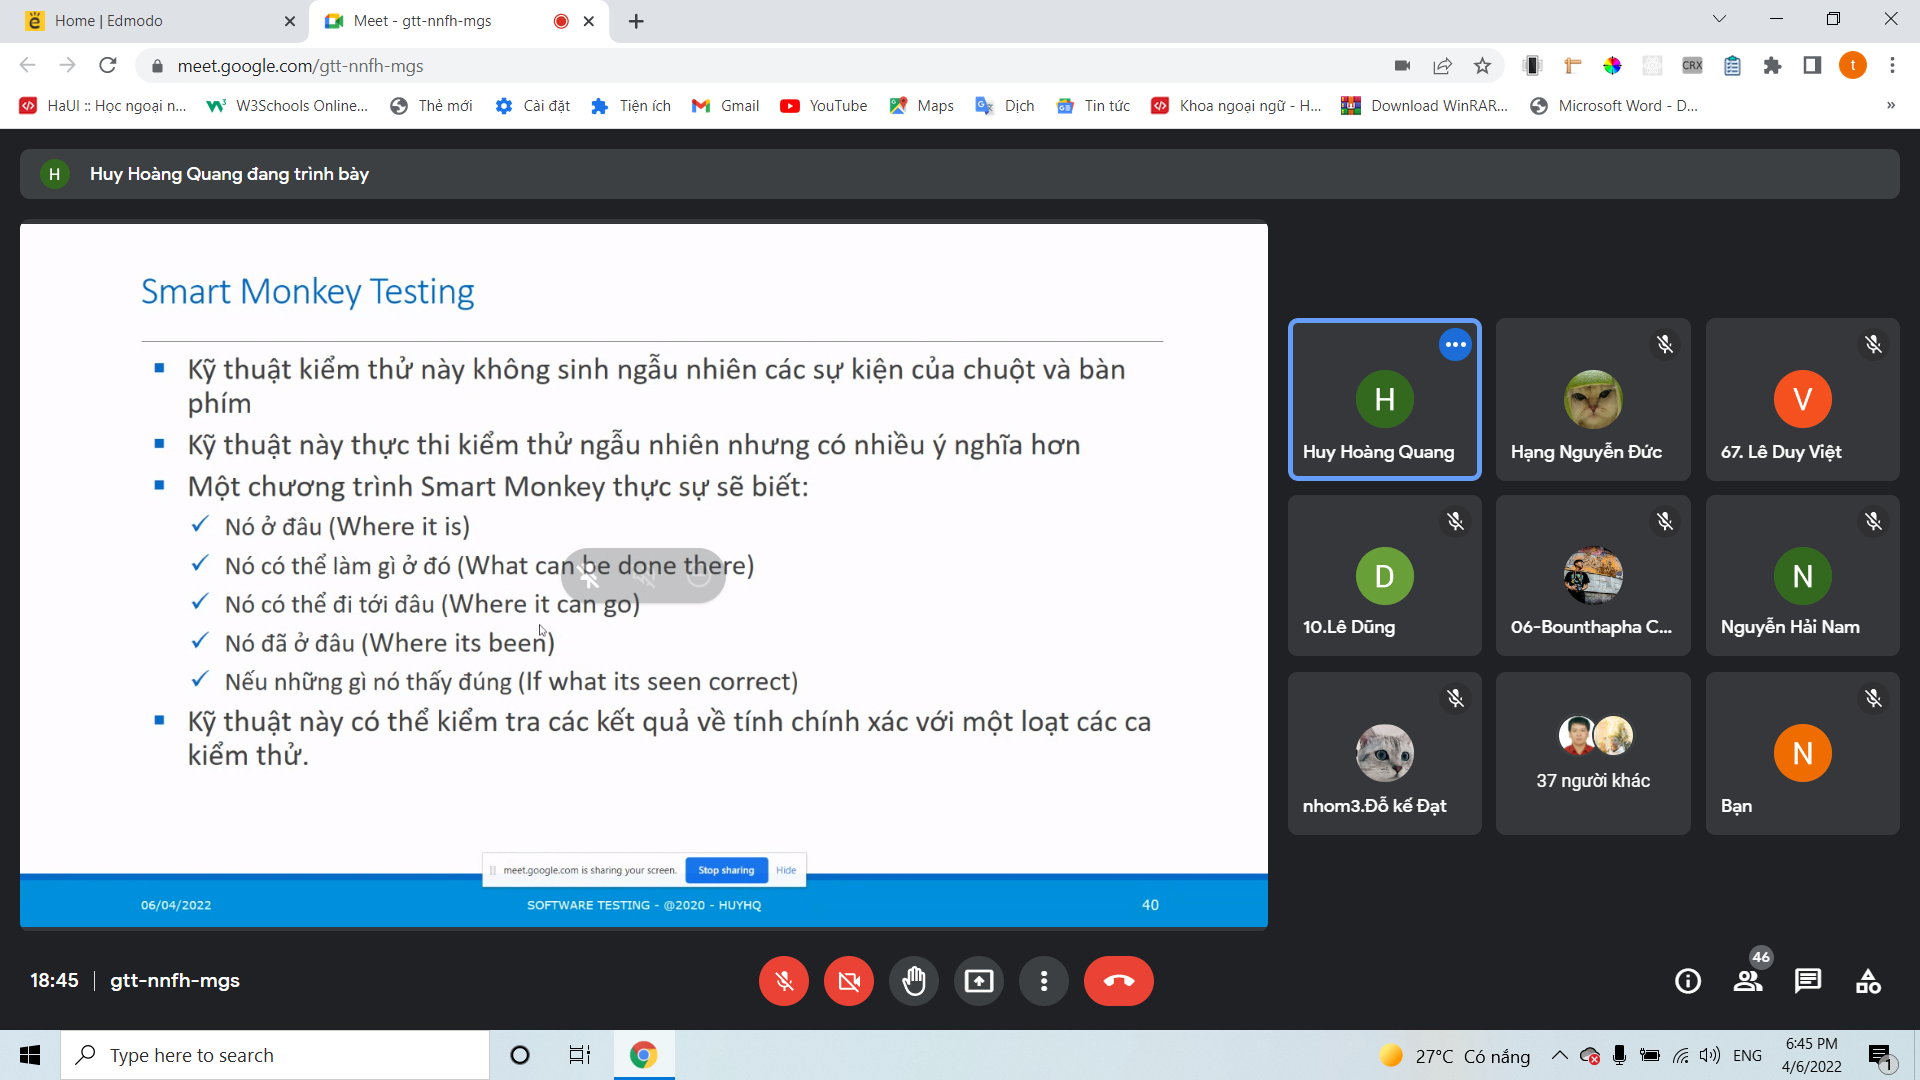 Home | Edmodo
Meet - gtt-nnfh-mgs
meet.google.com/gtt-nnfh-mgs
CRX
t
HaUI :: Học ngoại n...
W3Schools Online...
Thẻ mới
Cài đặt
Tiện ích
Gmail
YouTube
Maps
Dịch
Tin tức
Khoa ngoại ngữ - H...
Download WinRAR...
Microsoft Word - D...
»
H
Huy Hoàng Quang đang trình bày
Smart Monkey Testing
Kỹ thuật kiểm thử này không sinh ngẫu nhiên các sự kiện của chuột và bàn
phím
Kỹ thuật này thực thi kiểm thử ngẫu nhiên nhưng có nhiều ý nghĩa hơn
Một chương trình Smart Monkey thực sự sẽ biết:
Nó ở đâu (Where it is)
Nó có thể làm gì ở đó (What can be done there)
Nó có thể đi tới đâu (Where it can go)
Nó đã ở đâu (Where its been)
Nếu những gì nó thấy đúng (If what its seen correct)
Kỹ thuật này có thể kiểm tra các kết quả về tính chính xác với một loạt các ca
kiểm thử.
meet.google.com is sharing your screen.
Stop sharing
Hide
06/04/2022
SOFTWARE TESTING - @2020 - HUYHQ
40
H
Huy Hoàng Quang
Hạng Nguyễn Đức
V
67. Lê Duy Việt
D
10.Lê Dũng
06-Bounthapha C...
N
Nguyễn Hải Nam
nhom3.Đỗ kế Đạt
37 người khác
N
Bạn
18:45
gtt-nnfh-mgs
46
Type here to search
27°C Có nắng
ENG
6:45 PM
4/6/2022
1